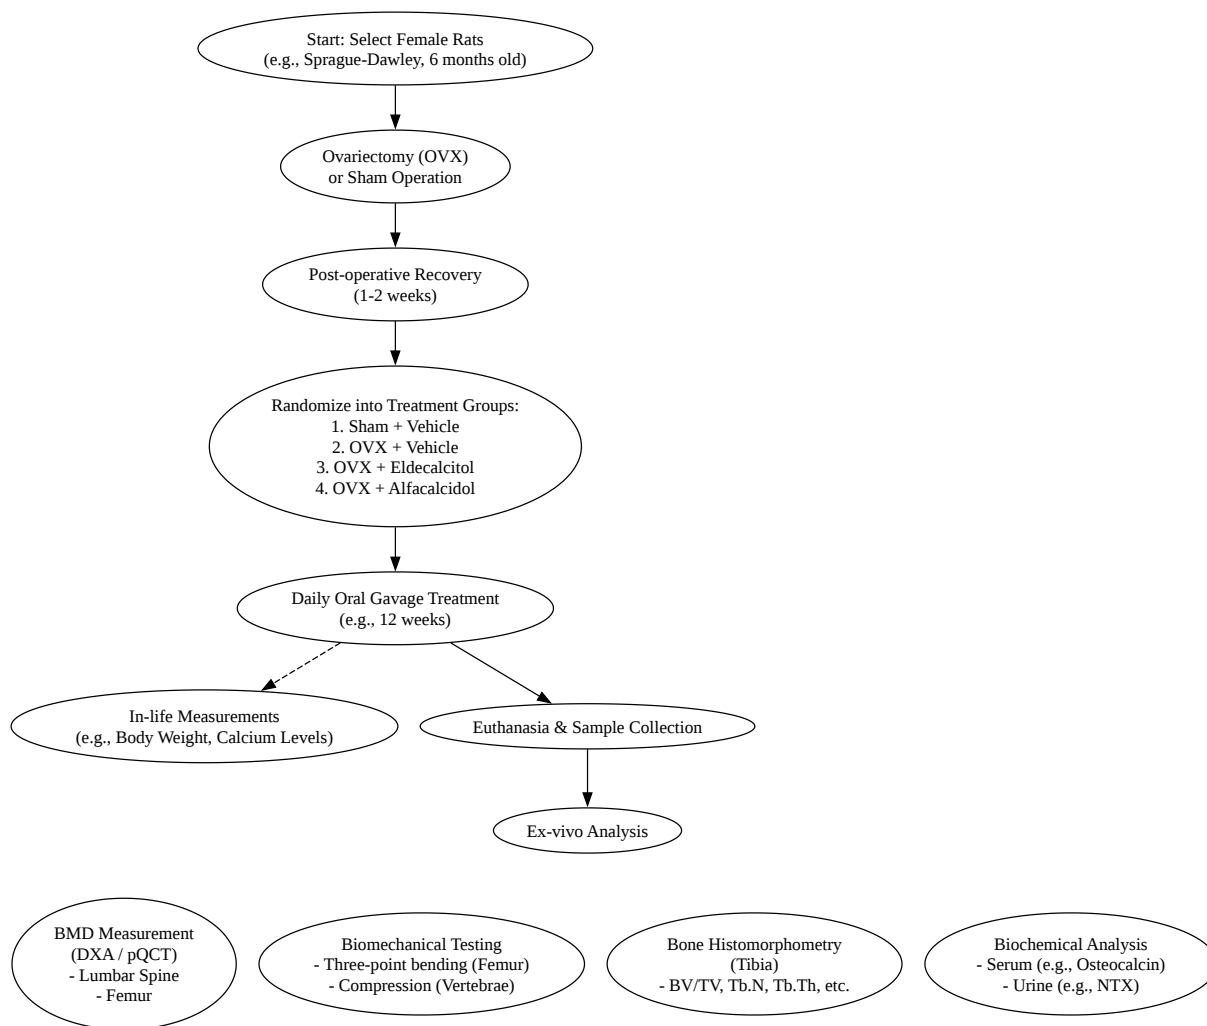 Start: Select Female Rats
(e.g., Sprague-Dawley, 6 months old)
Ovariectomy (OVX)
or Sham Operation
Post-operative Recovery
(1-2 weeks)
Randomize into Treatment Groups:
1. Sham + Vehicle
2. OVX + Vehicle
3. OVX + Eldecalcitol
4. OVX + Alfacalcidol
Daily Oral Gavage Treatment
(e.g., 12 weeks)
In-life Measurements
(e.g., Body Weight, Calcium Levels)
Euthanasia & Sample Collection
Ex-vivo Analysis
BMD Measurement
(DXA / pQCT)
- Lumbar Spine
- Femur
Biomechanical Testing
- Three-point bending (Femur)
- Compression (Vertebrae)
Bone Histomorphometry
(Tibia)
- BV/TV, Tb.N, Tb.Th, etc.
Biochemical Analysis
- Serum (e.g., Osteocalcin)
- Urine (e.g., NTX)